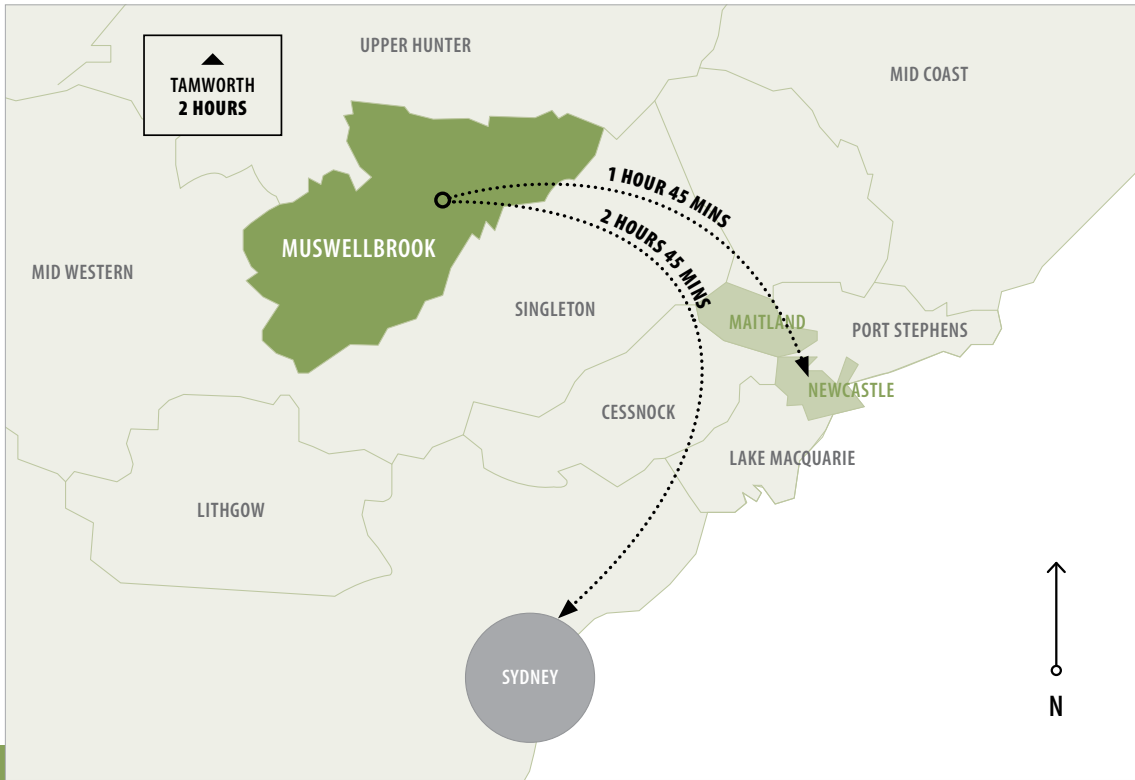 UPPER HUNTER
TAMWORTH
2 HOURS
MID COAST
1 HOUR 45 MINS
2 HOURS 45 MINS
MUSWELLBROOK
MID WESTERN
SINGLETON
MAITLAND
PORT STEPHENS
NEWCASTLE
CESSNOCK
LAKE MACQUARIE
LITHGOW
SYDNEY
N